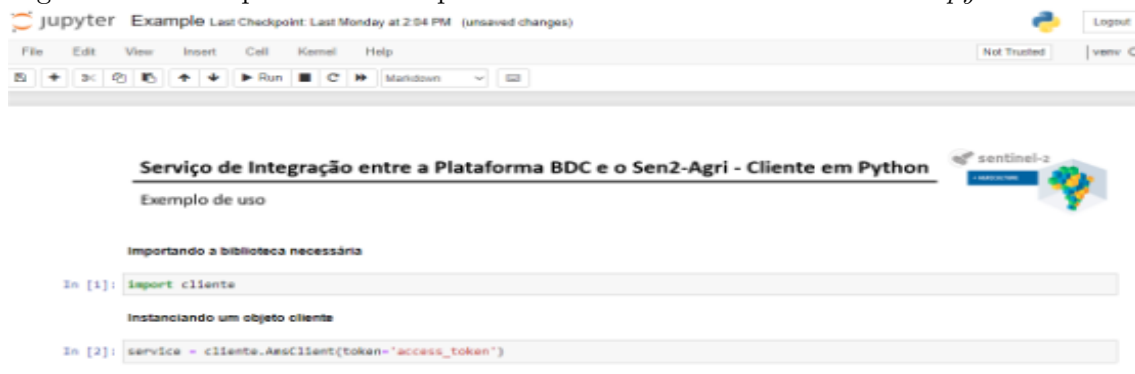 jupyter Example Last Checkpoint: Last Monday at 2:04 PM (unsaved changes)
Logout
File Edit View Insert Cell Kernel Help
Not Trusted
venv
Run
Markdown
Serviço de Integração entre a Plataforma BDC e o Sen2-Agri - Cliente em Python
sentinel-2
Exemplo de uso
Importando a biblioteca necessária
In [1]: import cliente
Instanciando um objeto cliente
In [2]: service = cliente.AmsClient(token='access_token')